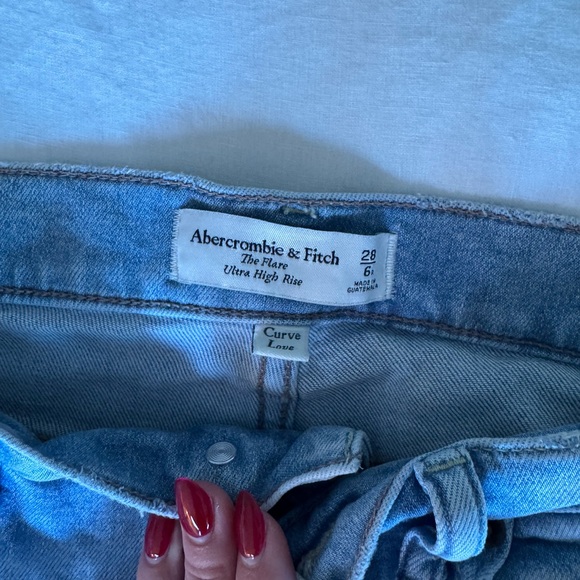 Abercrombie & Fitch
The Flare
Ultra High Rise
28
6
MADE IN
GUATEMALA
Curve
Love